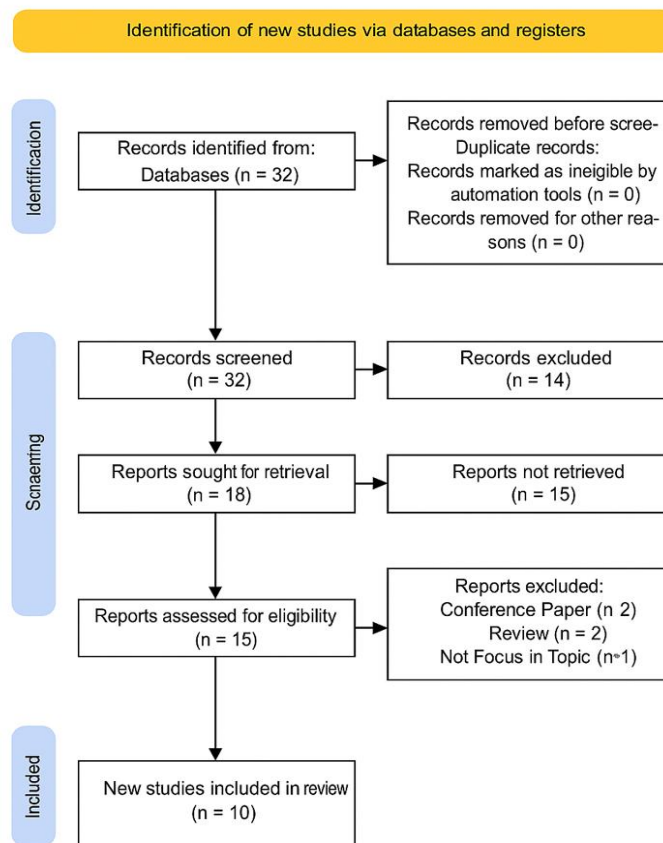 Identification of new studies via databases and registers
Identification
Records identified from:
Databases (n = 32)
Records removed before scree-
Duplicate records:
Records marked as ineigible by
automation tools (n = 0)
Records removed for other rea-
sons (n = 0)
Scnaerring
Records screened
(n = 32)
Records excluded
(n = 14)
Reports sought for retrieval
(n = 18)
Reports not retrieved
(n = 15)
Reports assessed for eligibility
(n = 15)
Reports excluded:
Conference Paper (n 2)
Review (n = 2)
Not Focus in Topic (n=1)
Included
New studies included in review
(n = 10)